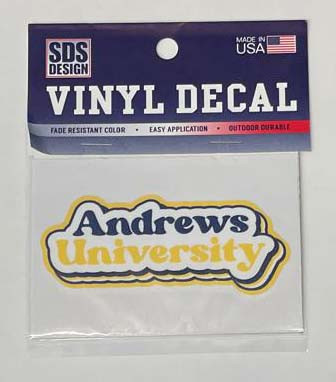 SDS
DESIGN
MADE IN
USA
VINYL DECAL
FADE RESISTANT COLOR • EASY APPLICATION • OUTDOOR DURABLE
Andrews
University